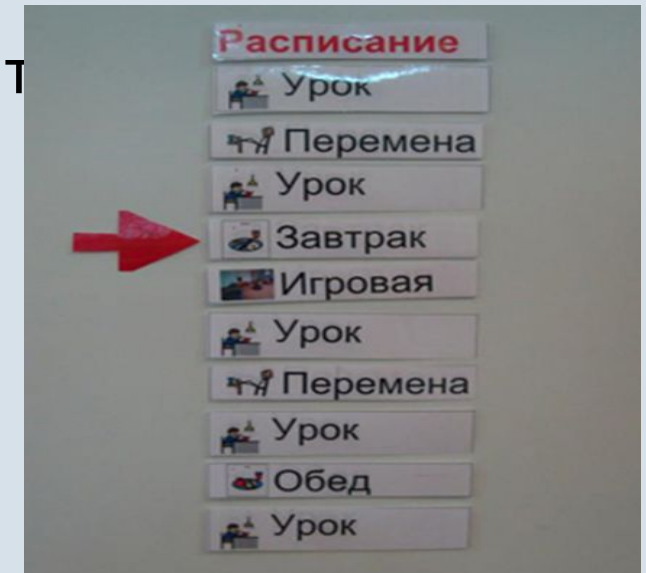 Расписание
Т
Урок
Перемена
Урок
Завтрак
Игровая
Урок
Перемена
Урок
Обед
Урок